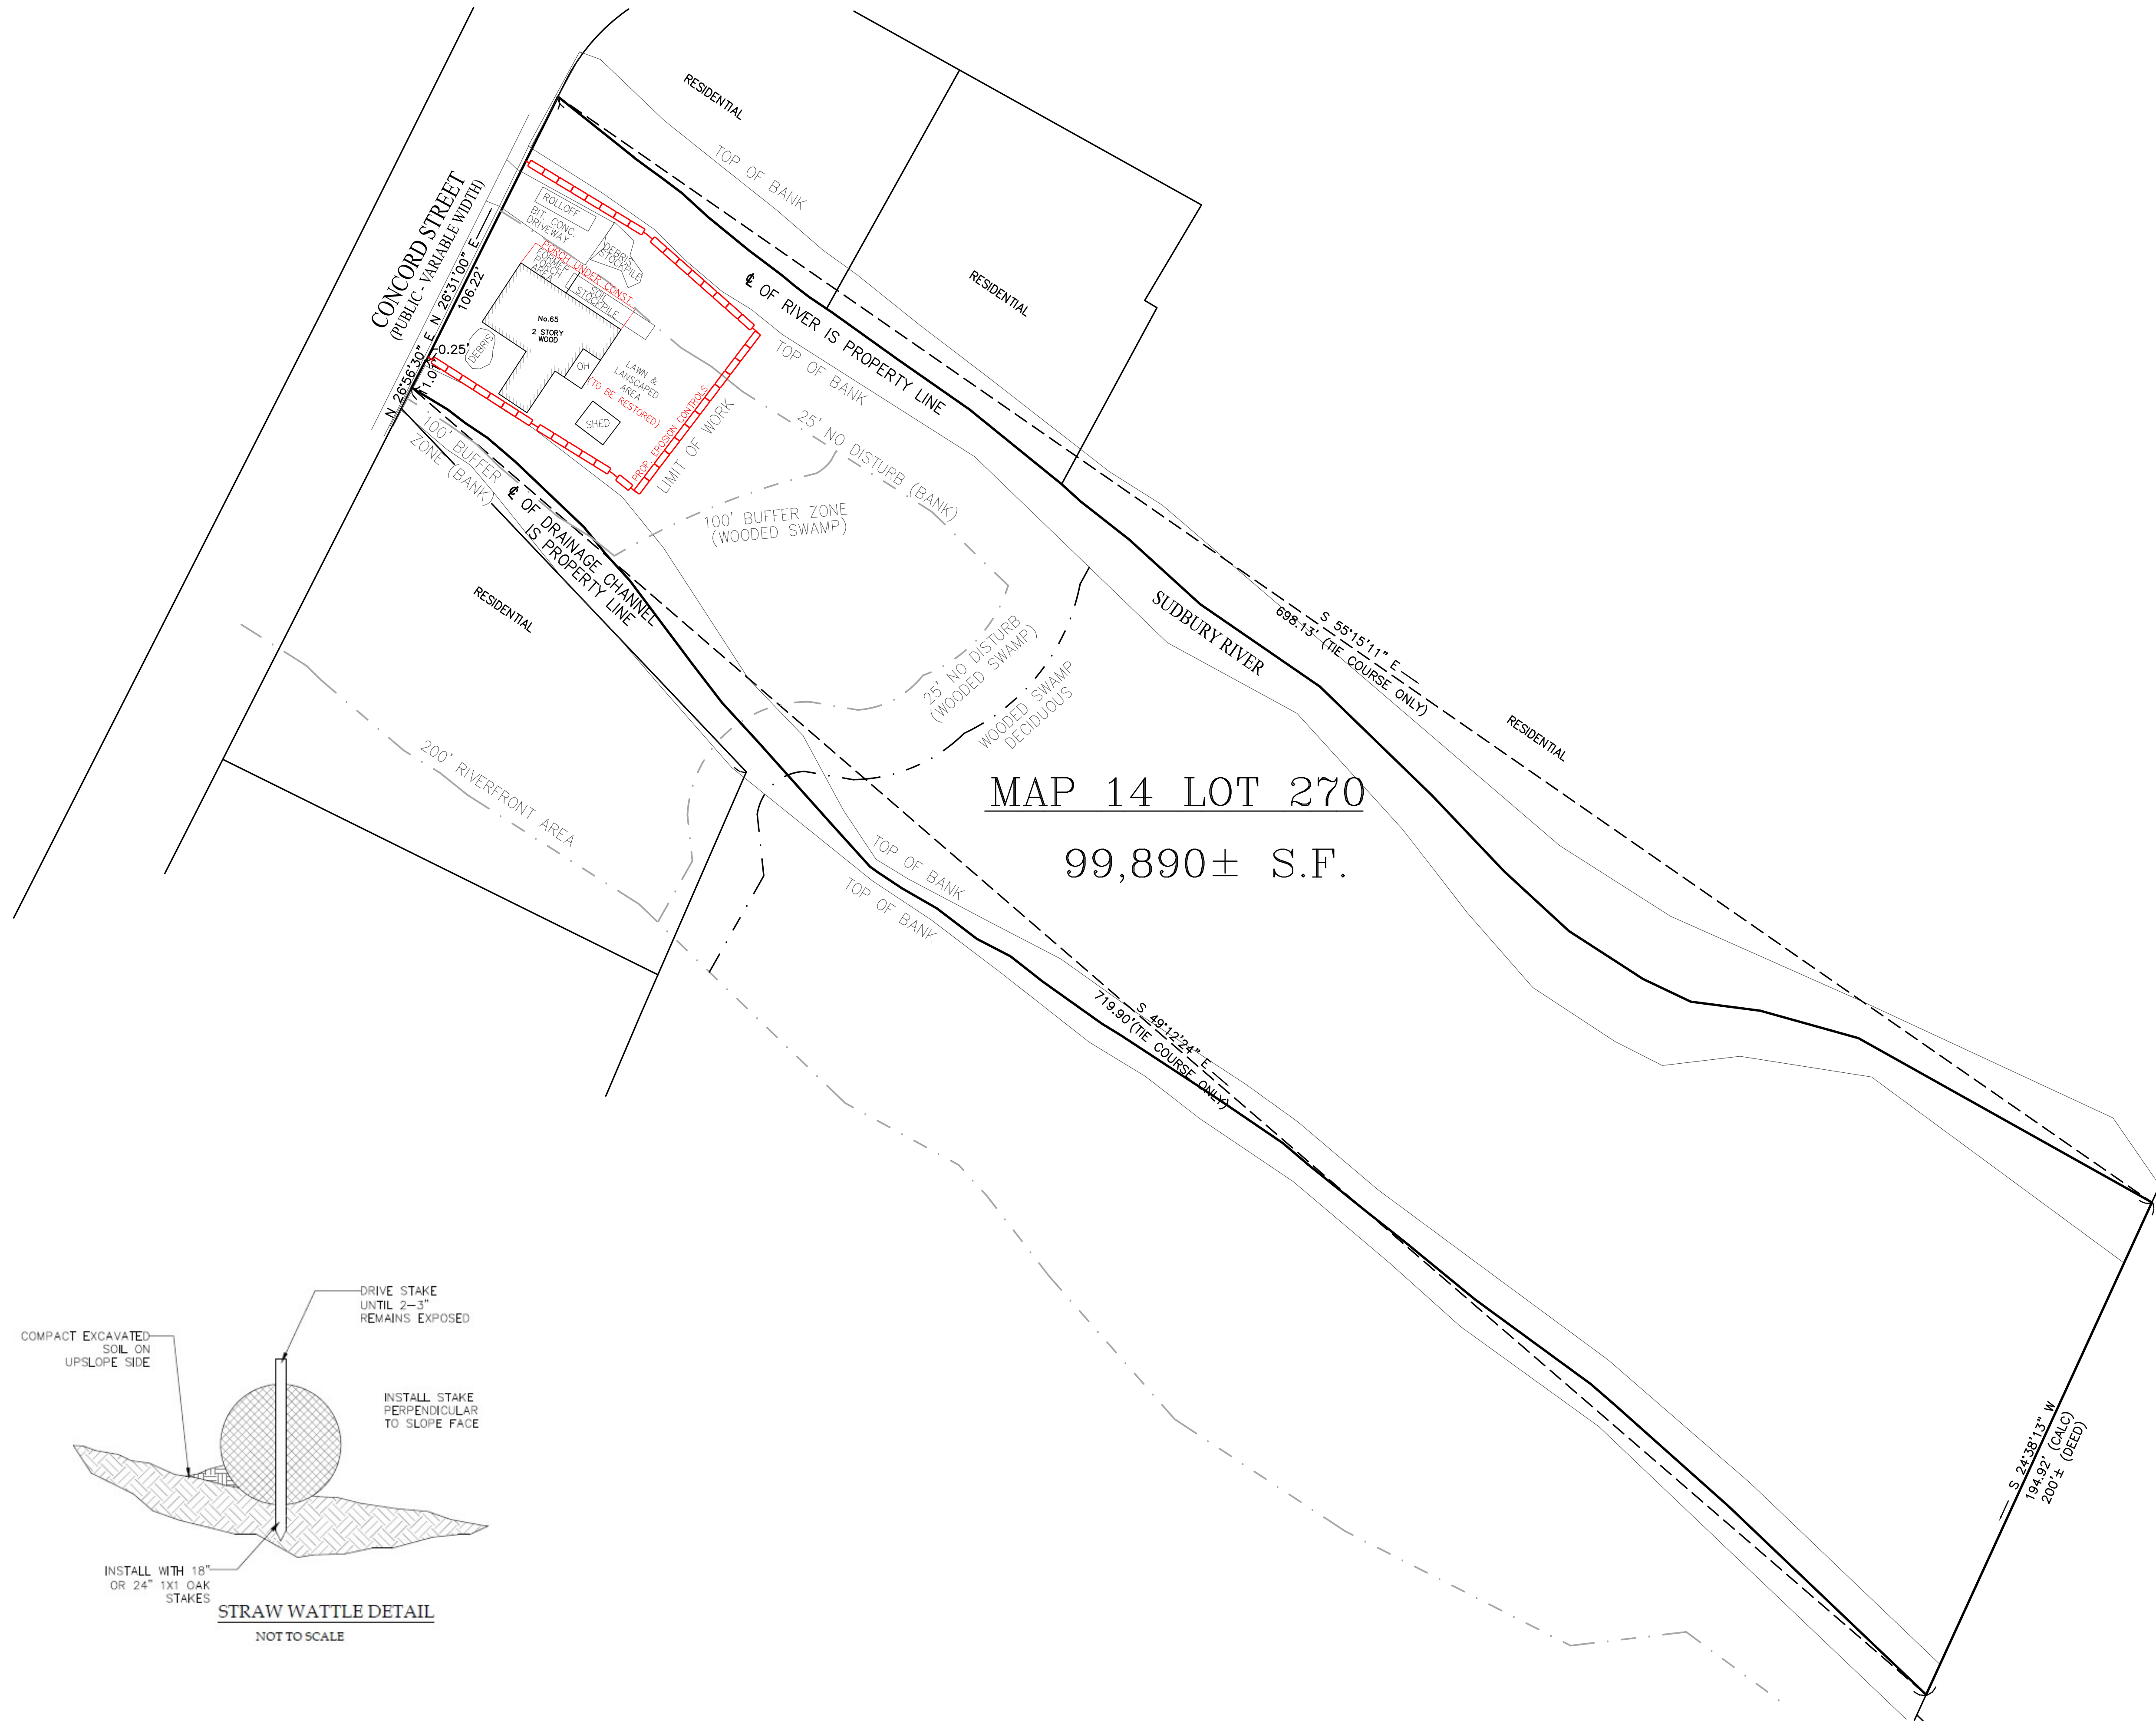 RESIDENTIAL
TOP OF BANK
CONCORD STREET
(PUBLIC - VARIABLE WIDTH)
N 26°31'00" E
106.22'
N 26°56'30" E
0.25'
ROLLOFF
BIT. CONC.
DRIVEWAY
DEBRIS
STOCKPILE
PORCH UNDER CONST.
FORMER
PORCH
AREA
SOIL
STOCKPILE
No.65
2 STORY
WOOD
DEBRIS
OH
LAWN &
LANSCAPED
AREA
(TO BE RESTORED)
SHED
PROP. EROSION CONTROLS
LIMIT OF WORK
RESIDENTIAL
℄ OF RIVER IS PROPERTY LINE
TOP OF BANK
25' NO DISTURB (BANK)
100' BUFFER
ZONE (BANK)
℄ OF DRAINAGE CHANNEL
IS PROPERTY LINE
100' BUFFER ZONE
(WOODED SWAMP)
RESIDENTIAL
SUDBURY RIVER
S 55°15'11" E
698.13' (TIE COURSE ONLY)
25' NO DISTURB
(WOODED SWAMP)
WOODED SWAMP
DECIDUOUS
RESIDENTIAL
200' RIVERFRONT AREA
MAP 14 LOT 270
99,890± S.F.
TOP OF BANK
TOP OF BANK
S 49°12'24" E
719.90'(TIE COURSE ONLY)
S 24°38'13" W
194.92' (CALC)
200'± (DEED)
DRIVE STAKE
UNTIL 2-3"
REMAINS EXPOSED
COMPACT EXCAVATED
SOIL ON
UPSLOPE SIDE
INSTALL STAKE
PERPENDICULAR
TO SLOPE FACE
INSTALL WITH 18"
OR 24" 1X1 OAK
STAKES
STRAW WATTLE DETAIL
NOT TO SCALE